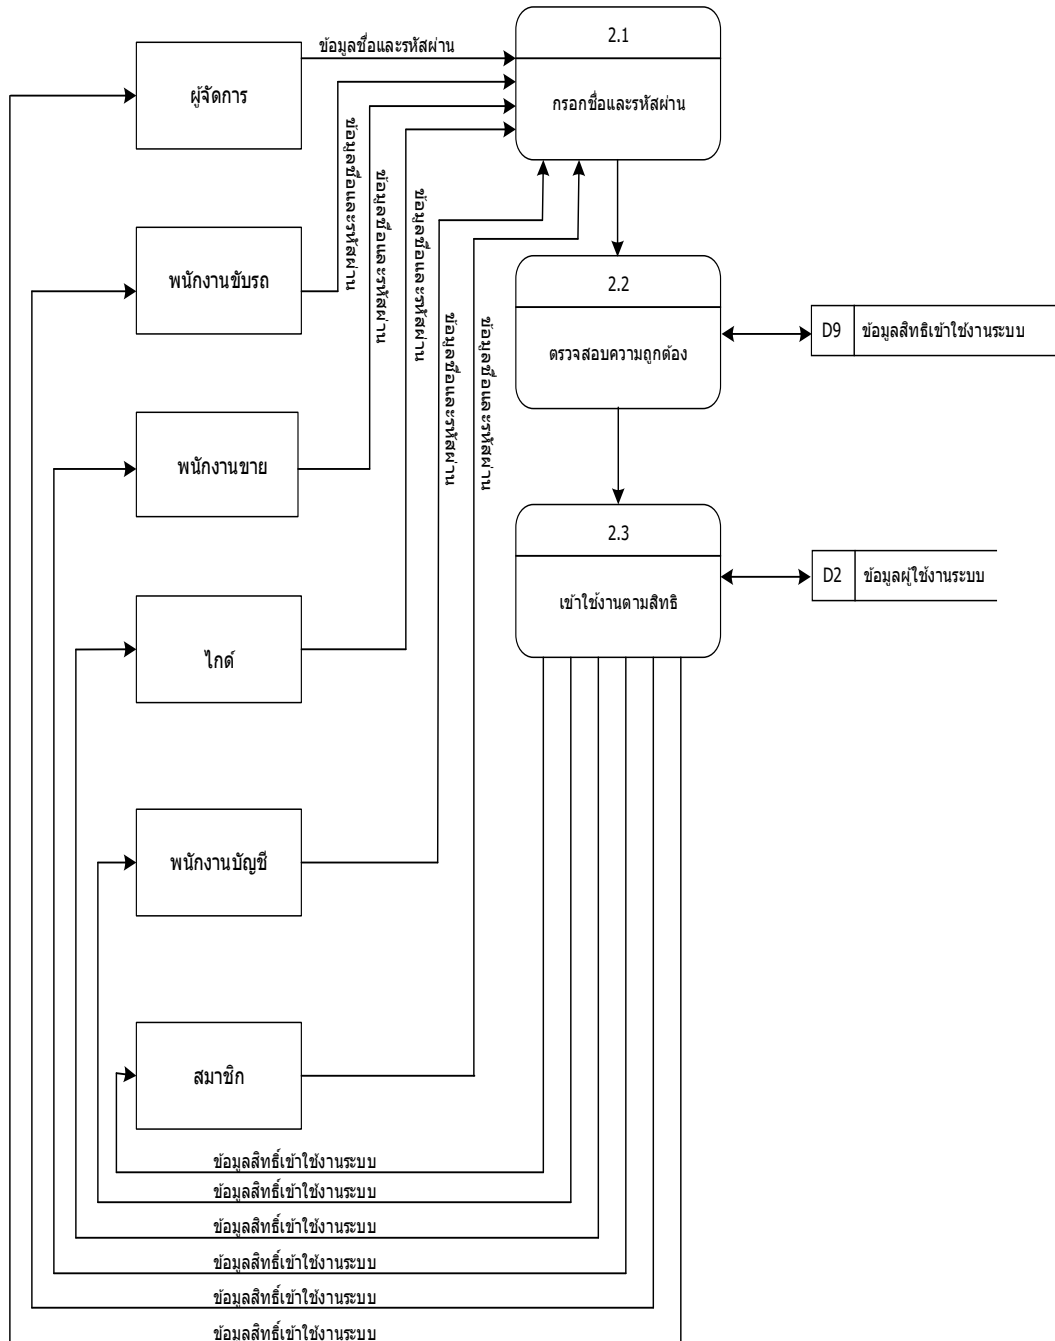 ข้อมูลชื่อและรหัสผ่าน
2.1
กรอกชื่อและรหัสผ่าน
ผู้จัดการ
ข้อมูลชื่อและรหัสผ่าน
ข้อมูลชื่อและรหัสผ่าน
ข้อมูลชื่อและรหัสผ่าน
ข้อมูลชื่อและรหัสผ่าน
ข้อมูลชื่อและรหัสผ่าน
พนักงานขับรถ
2.2
ตรวจสอบความถูกต้อง
D9
ข้อมูลสิทธิเข้าใช้งานระบบ
พนักงานขาย
2.3
เข้าใช้งานตามสิทธิ
D2
ข้อมูลผู้ใช้งานระบบ
ไกด์
พนักงานบัญชี
สมาชิก
ข้อมูลสิทธิ์เข้าใช้งานระบบ
ข้อมูลสิทธิ์เข้าใช้งานระบบ
ข้อมูลสิทธิ์เข้าใช้งานระบบ
ข้อมูลสิทธิ์เข้าใช้งานระบบ
ข้อมูลสิทธิ์เข้าใช้งานระบบ
ข้อมูลสิทธิ์เข้าใช้งานระบบ